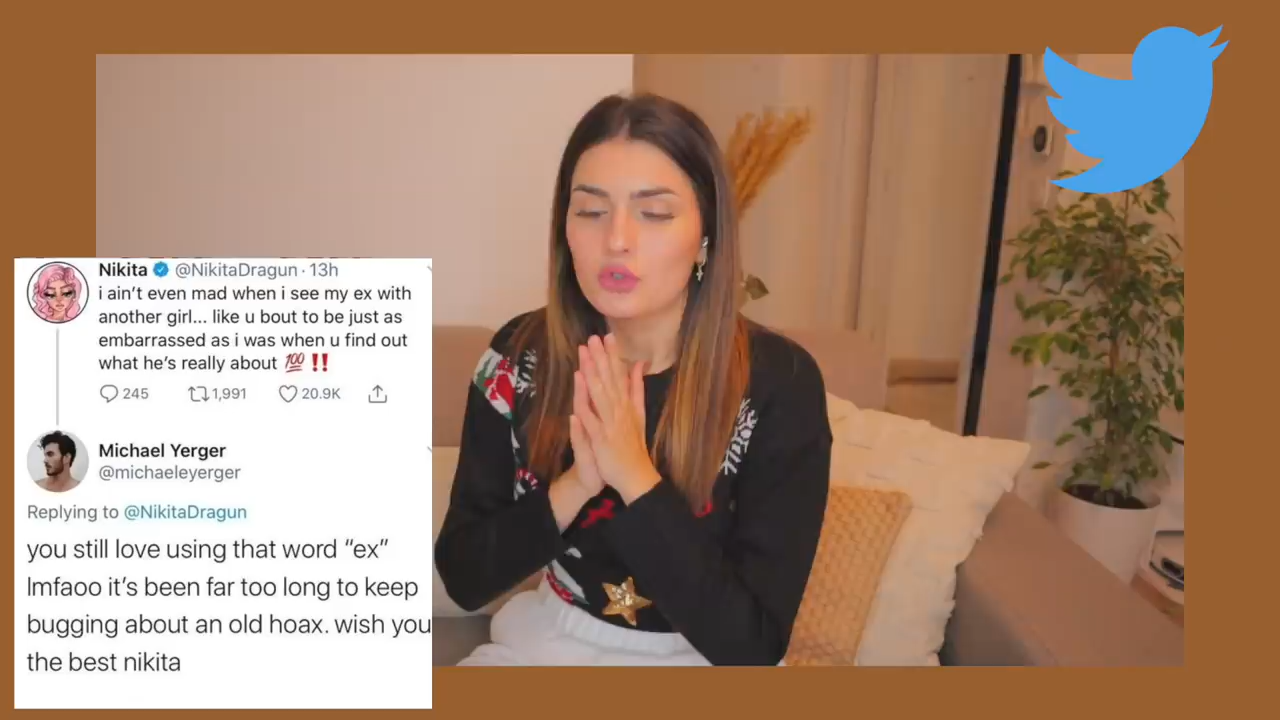 Nikita @NikitaDragun · 13h
i ain't even mad when i see my ex with
another girl... like u bout to be just as
embarrassed as i was when u find out
what he's really about 💯 ‼️
245 1,991 20.9K
Michael Yerger
@michaeleyerger
Replying to @NikitaDragun
you still love using that word "ex"
lmfaoo it's been far too long to keep
bugging about an old hoax. wish you
the best nikita